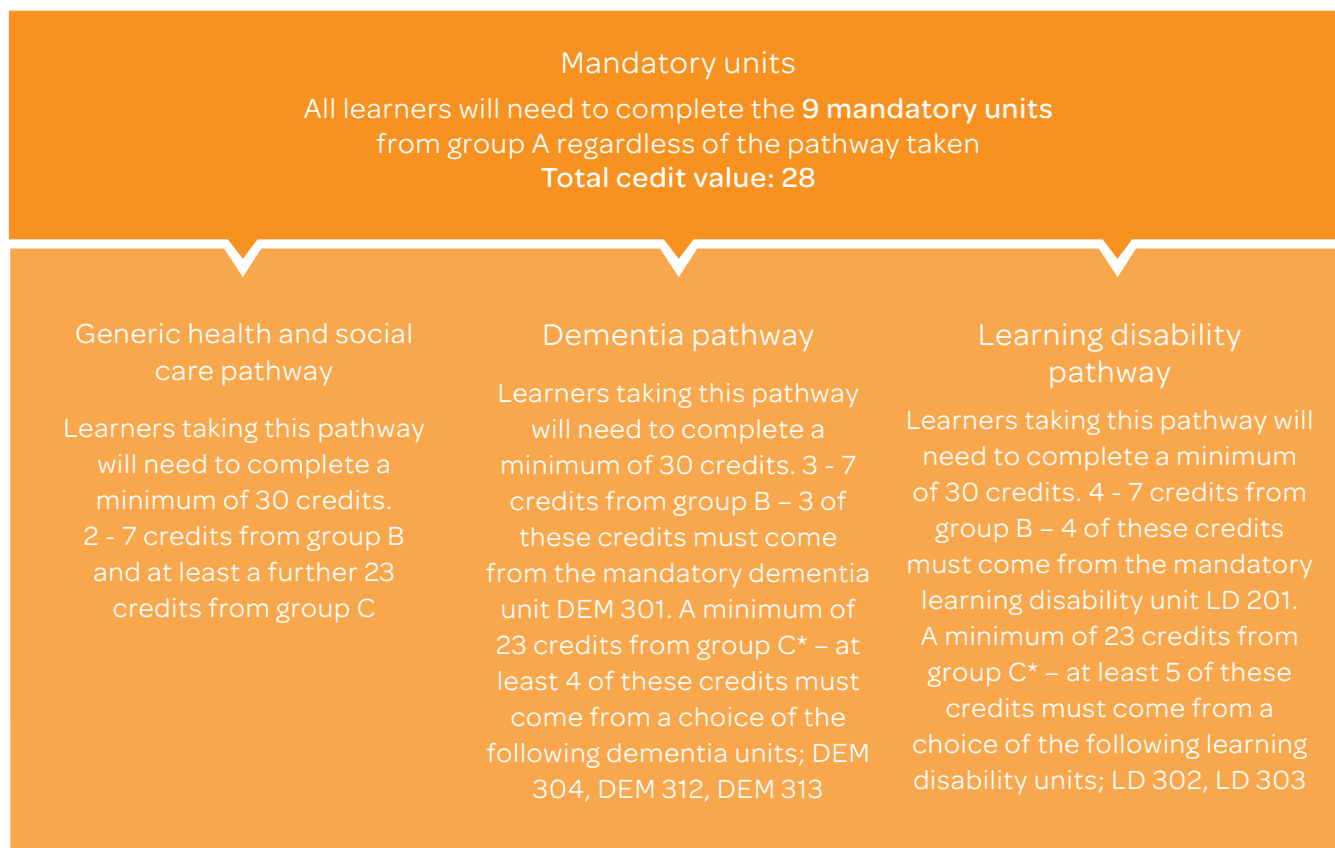 Mandatory units
All learners will need to complete the 9 mandatory units
from group A regardless of the pathway taken
Total cedit value: 28
Generic health and social
care pathway
Learners taking this pathway
will need to complete a
minimum of 30 credits.
2 - 7 credits from group B
and at least a further 23
credits from group C
Dementia pathway
Learners taking this pathway
will need to complete a
minimum of 30 credits. 3 - 7
credits from group B – 3 of
these credits must come
from the mandatory dementia
unit DEM 301. A minimum of
23 credits from group C* – at
least 4 of these credits must
come from a choice of the
following dementia units; DEM
304, DEM 312, DEM 313
Learning disability
pathway
Learners taking this pathway will
need to complete a minimum
of 30 credits. 4 - 7 credits from
group B – 4 of these credits
must come from the mandatory
learning disability unit LD 201.
A minimum of 23 credits from
group C* – at least 5 of these
credits must come from a
choice of the following learning
disability units; LD 302, LD 303